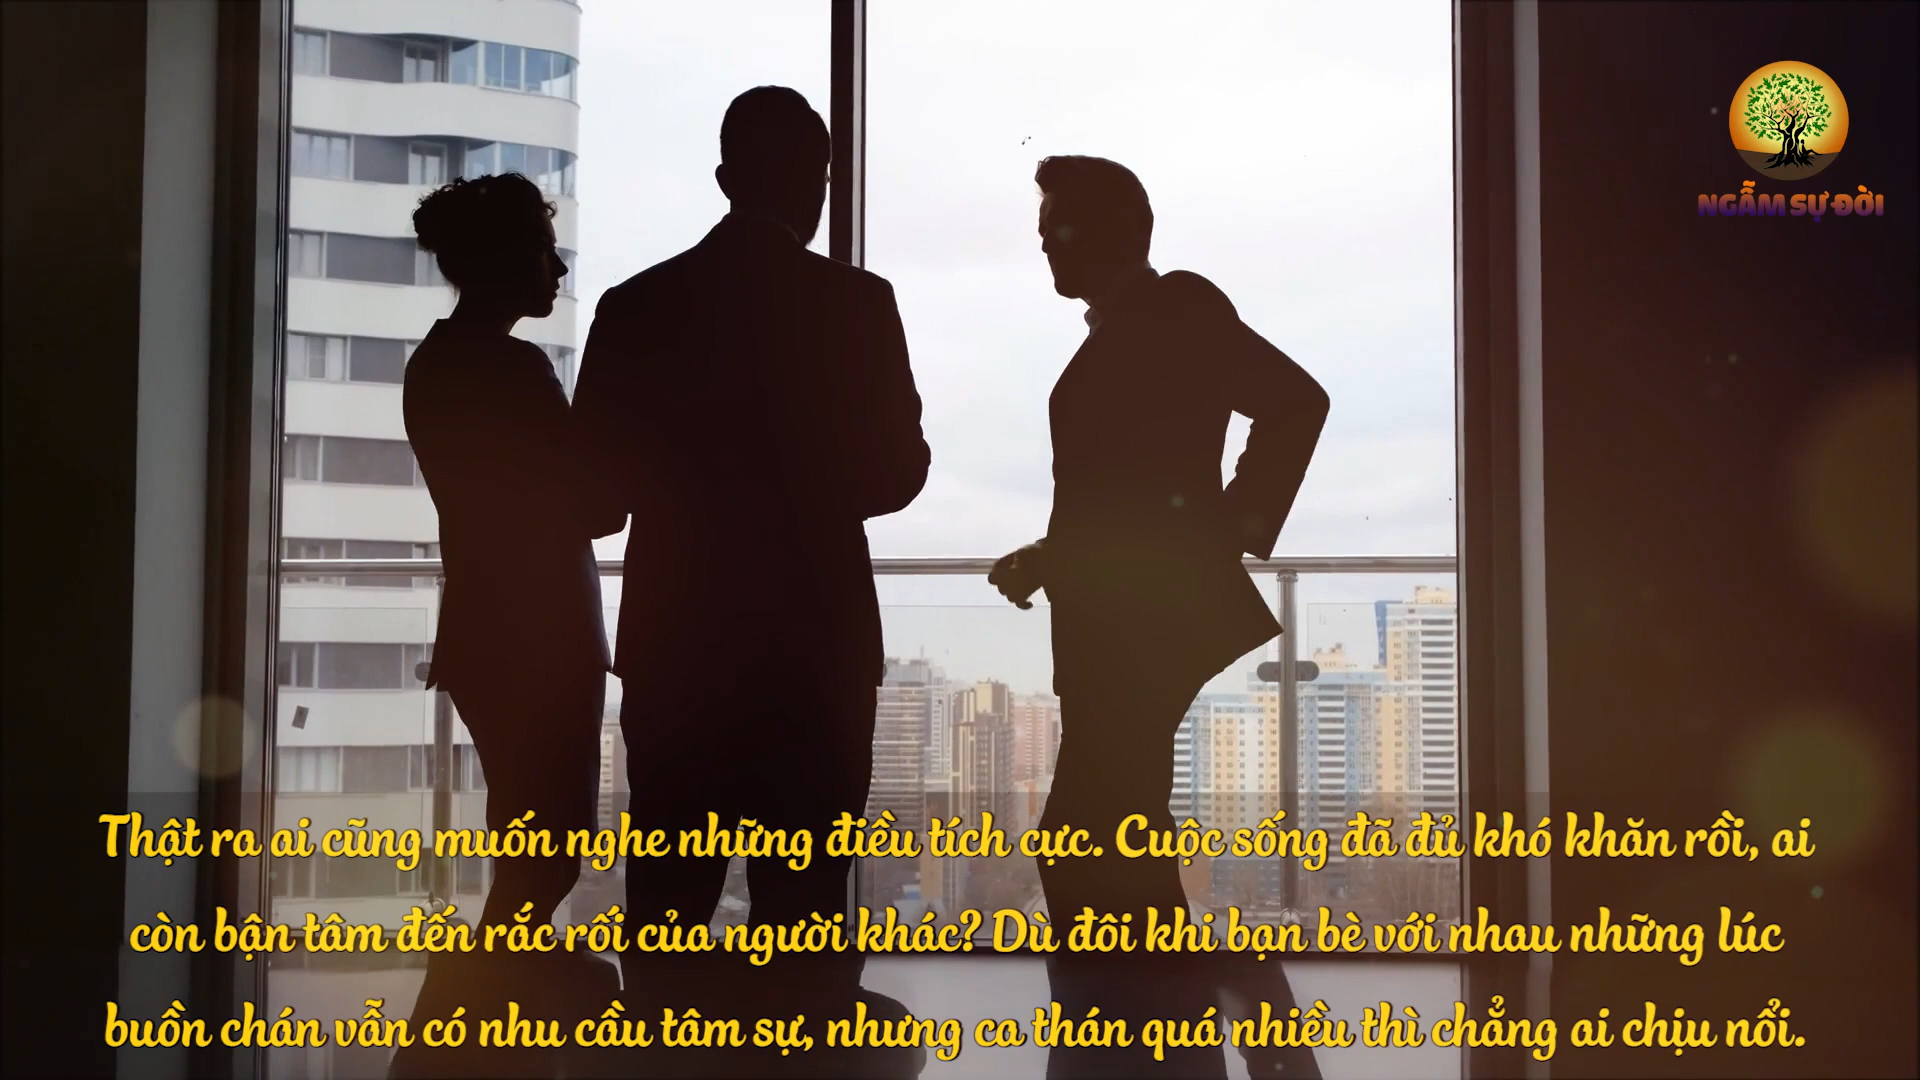 NGẪM SỰ ĐỜI
Thật ra ai cũng muốn nghe những điều tích cực. Cuộc sống đã đủ khó khăn rồi, ai
còn bận tâm đến rắc rối của người khác? Dù đôi khi bạn bè với nhau những lúc
buồn chán vẫn có nhu cầu tâm sự, nhưng ca thán quá nhiều thì chẳng ai chịu nổi.